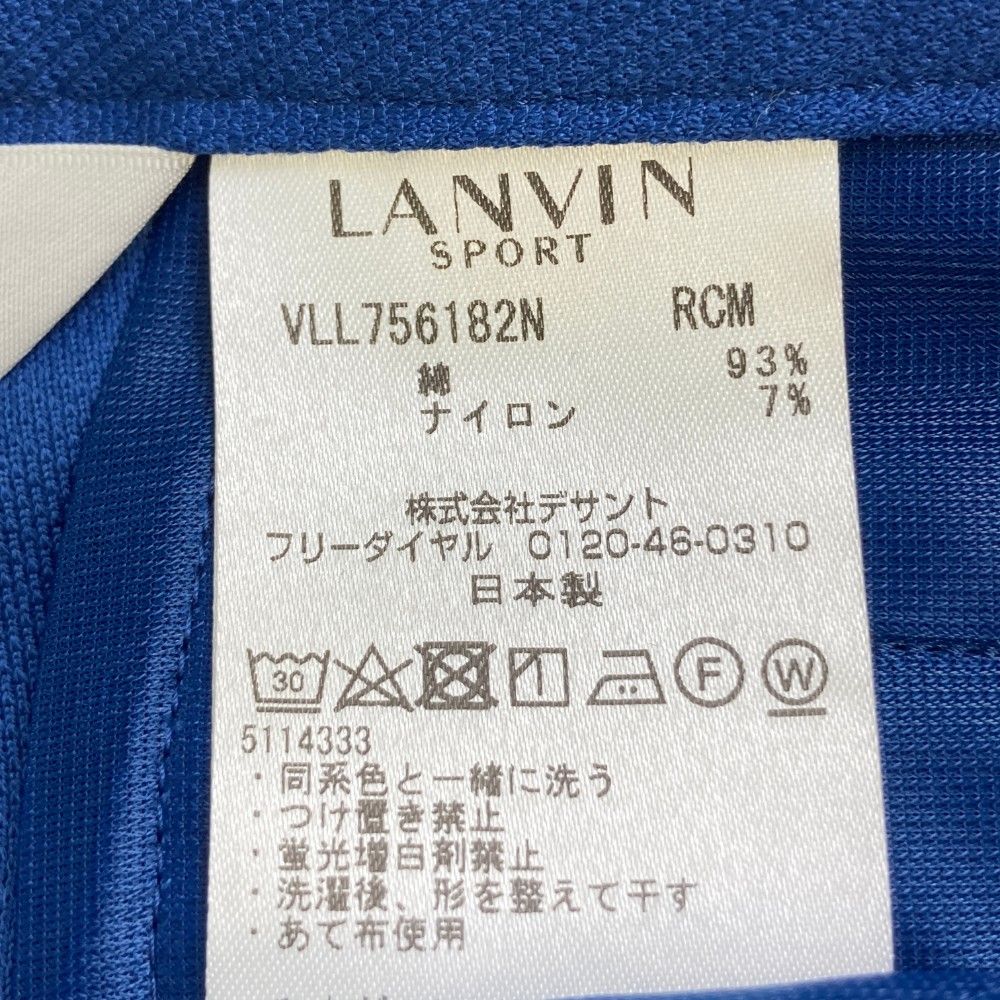 LANVIN
SPORT
VLL756182N RCM
綿 93%
ナイロン 7%
株式会社デサント
フリーダイヤル 0120-46-0310
日本製
30 F W
5114333
・同系色と一緒に洗う
・つけ置き禁止
・蛍光増白剤禁止
・洗濯後、形を整えて干す
・あて布使用